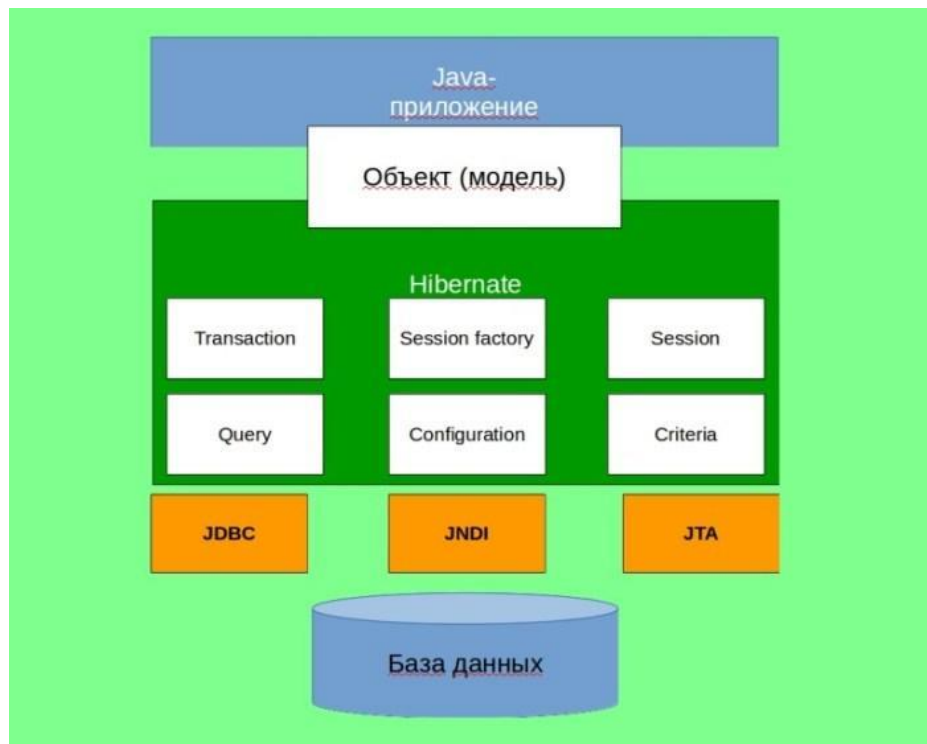 Java-
приложение
Объект (модель)
Hibernate
Transaction
Session factory
Session
Query
Configuration
Criteria
JDBC
JNDI
JTA
База данных